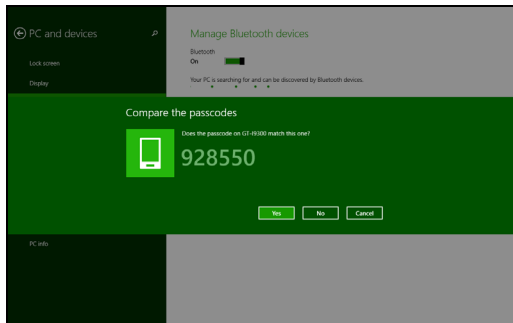 PC and devices
Lock screen
Display
Manage Bluetooth devices
Bluetooth
On
Your PC is searching for and can be discovered by Bluetooth devices.
Compare the passcodes
Does the passcode on GT-I9300 match this one?
928550
Yes
No
Cancel
PC info